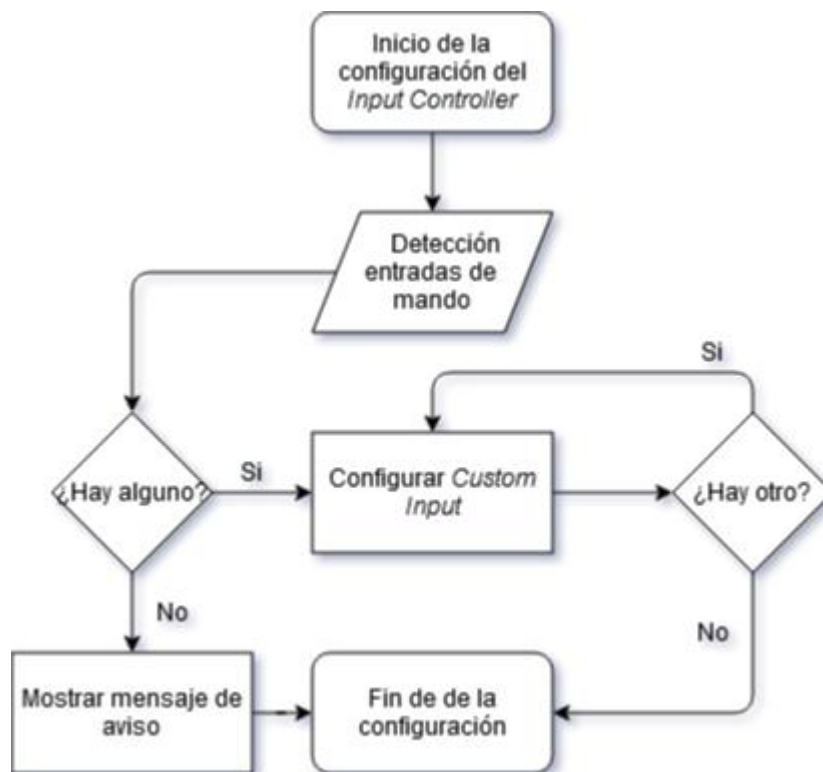 Inicio de la
configuración del
Input Controller
Detección
entradas de
mando
Si
¿Hay alguno?
Si
Configurar Custom
Input
¿Hay otro?
No
No
Mostrar mensaje de
aviso
Fin de de la
configuración